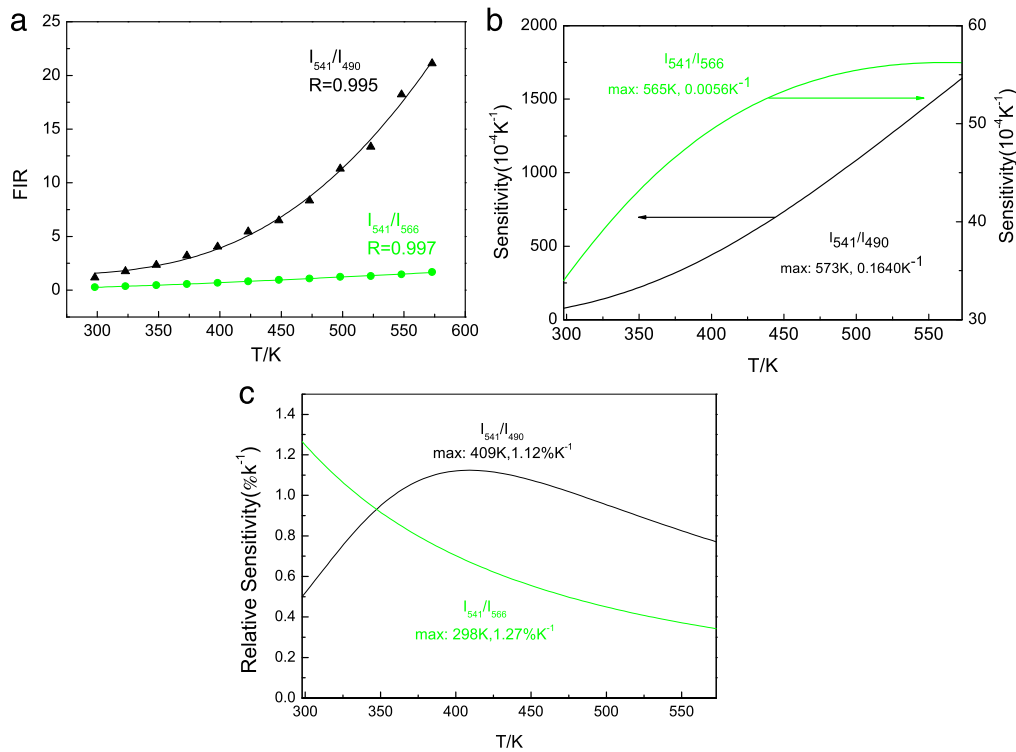 a
25
20
15
10
5
0
FIR
I541/I490
R=0.995
I541/I566
R=0.997
300 350 400 450 500 550 600
T/K
b
2000
1750
1500
1250
1000
750
500
250
0
Sensitivity(10-4K-1)
I541/I566
max: 565K, 0.0056K-1
I541/I490
max: 573K, 0.1640K-1
60
50
40
30
Sensitivity(10-4K-1)
300 350 400 450 500 550
T/K
c
1.4
1.2
1.0
0.8
0.6
0.4
0.2
0.0
Relative Sensitivity(%k-1)
I541/I490
max: 409K,1.12%K-1
I541/I566
max: 298K,1.27%K-1
300 350 400 450 500 550
T/K